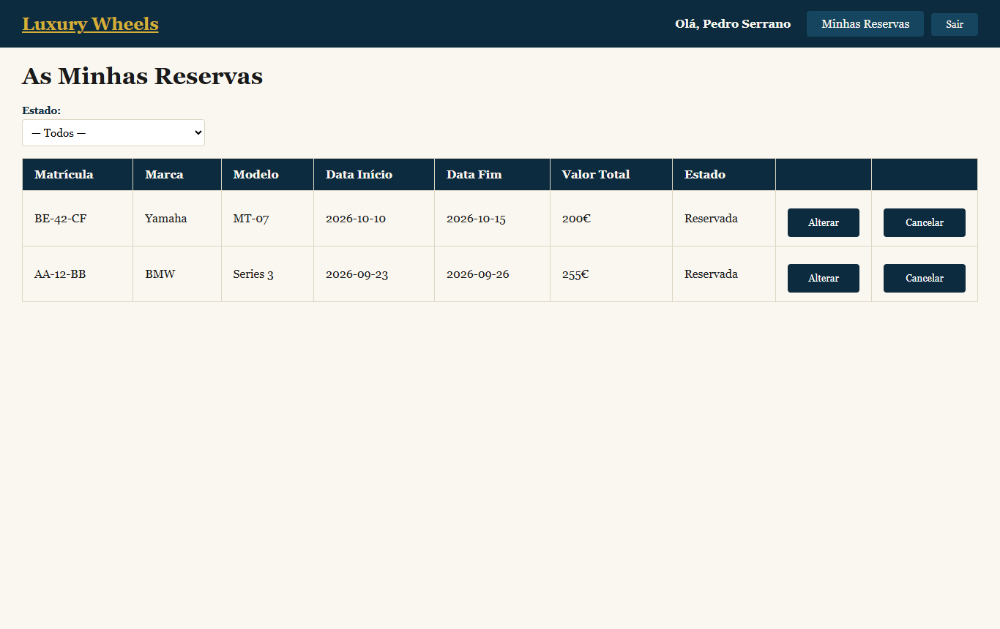 Luxury Wheels Olá, Pedro Serrano Minhas Reservas Sair
As Minhas Reservas
Estado:
— Todos —
Matrícula Marca Modelo Data Início Data Fim Valor Total Estado
BE-42-CF Yamaha MT-07 2026-10-10 2026-10-15 200€ Reservada Alterar Cancelar
AA-12-BB BMW Series 3 2026-09-23 2026-09-26 255€ Reservada Alterar Cancelar